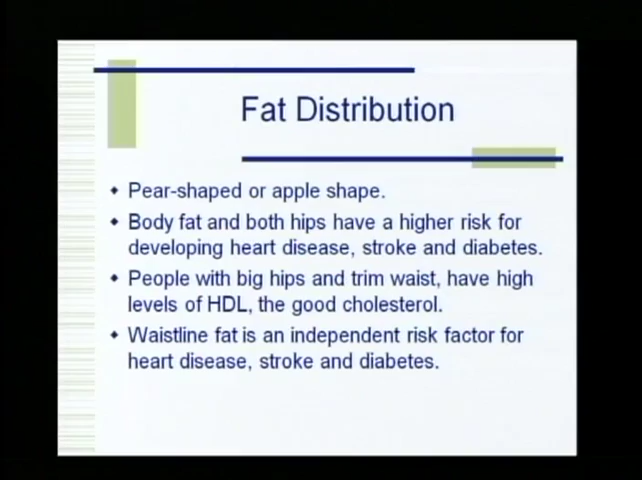 Fat Distribution
Pear-shaped or apple shape.
Body fat and both hips have a higher risk for
developing heart disease, stroke and diabetes.
People with big hips and trim waist, have high
levels of HDL, the good cholesterol.
Waistline fat is an independent risk factor for
heart disease, stroke and diabetes.